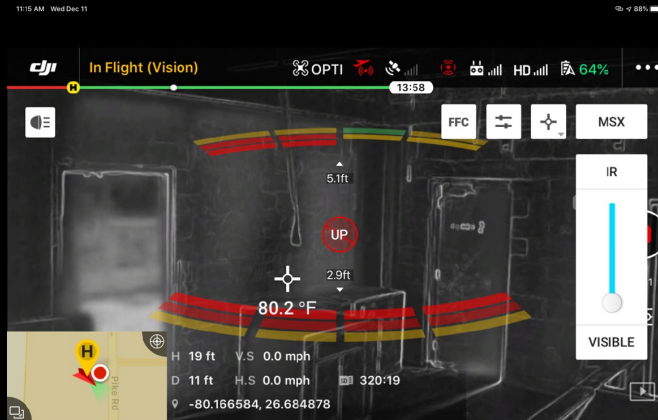 11:15 AM Wed Dec 11
88%
dji
In Flight (Vision)
OPTI
HD
64%
H
13:58
FFC
MSX
5.1ft
IR
UP
2.9ft
80.2 °F
VISIBLE
H
H 19 ft V.S 0.0 mph
D 11 ft H.S 0.0 mph 320:19
-80.166584, 26.684878
Pike Rd